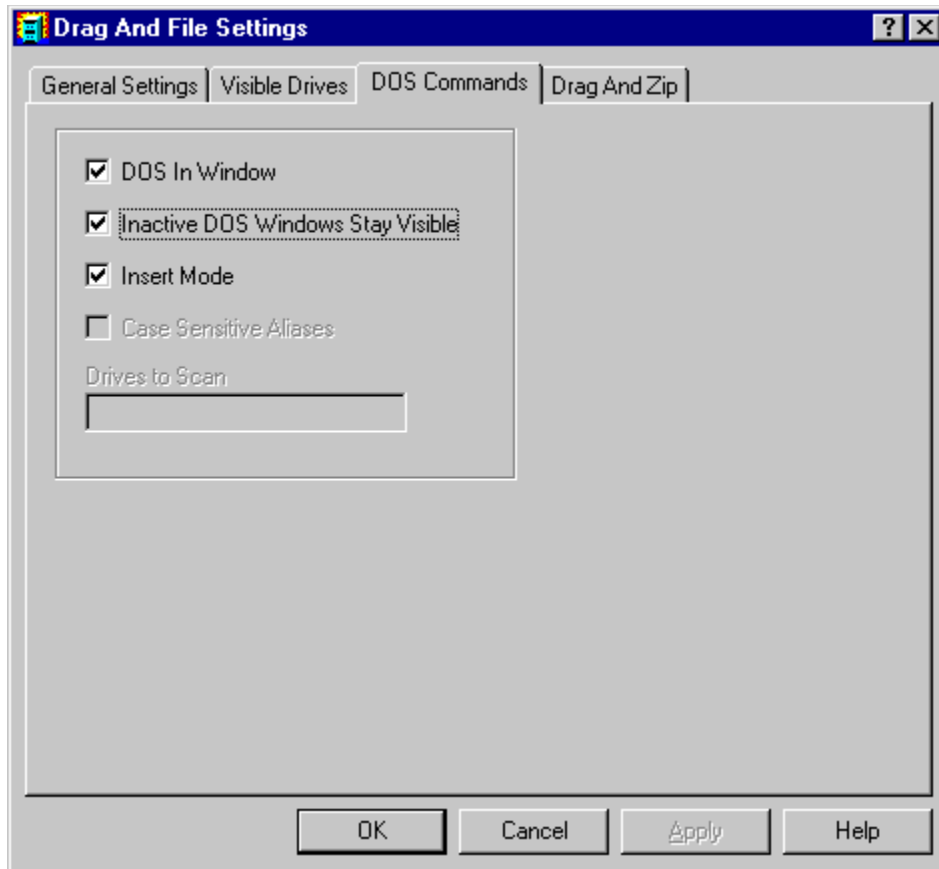 Drag And File Settings
General Settings Visible Drives DOS Commands Drag And Zip
DOS In Window
Inactive DOS Windows Stay Visible
Insert Mode
Case Sensitive Aliases
Drives to Scan
OK Cancel Apply Help